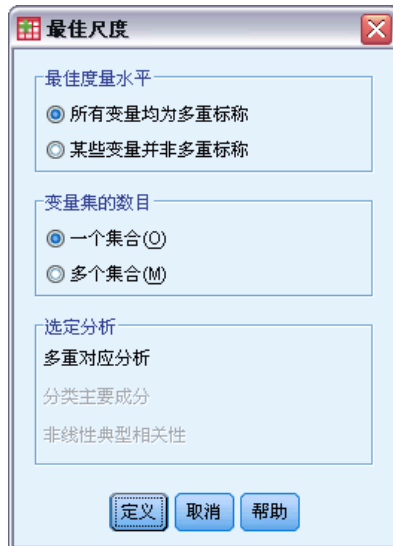 最佳尺度
最佳度量水平
所有变量均为多重标称
某些变量并非多重标称
变量集的数目
一个集合(O)
多个集合(M)
选定分析
多重对应分析
分类主要成分
非线性典型相关性
定义 取消 帮助